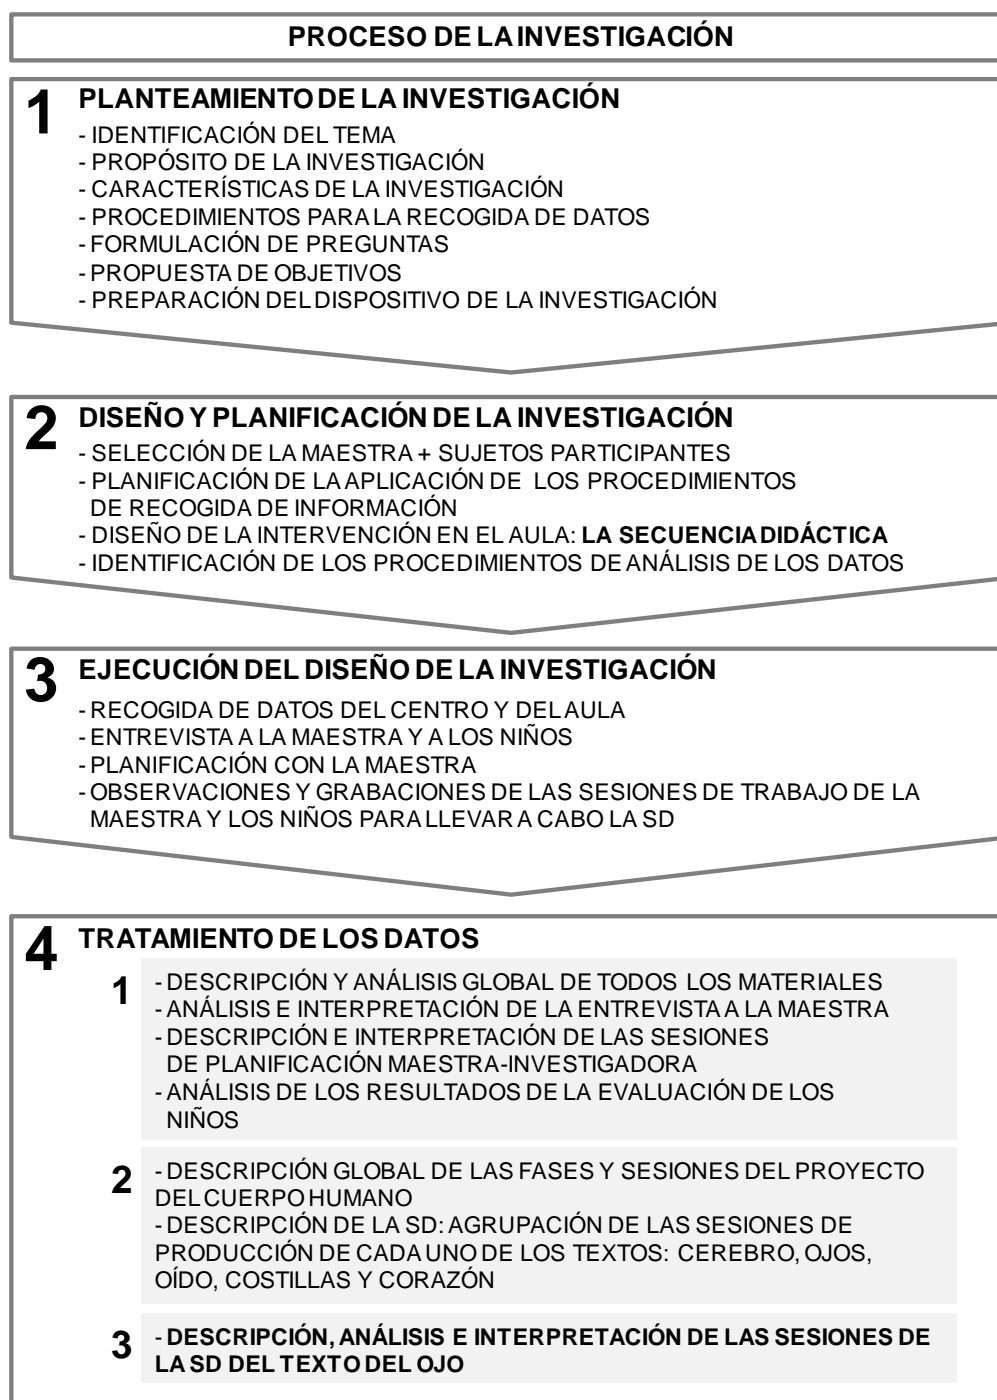 PROCESO DE LA INVESTIGACIÓN
1 PLANTEAMIENTO DE LA INVESTIGACIÓN
- IDENTIFICACIÓN DEL TEMA
- PROPÓSITO DE LA INVESTIGACIÓN
- CARACTERÍSTICAS DE LA INVESTIGACIÓN
- PROCEDIMIENTOS PARA LA RECOGIDA DE DATOS
- FORMULACIÓN DE PREGUNTAS
- PROPUESTA DE OBJETIVOS
- PREPARACIÓN DEL DISPOSITIVO DE LA INVESTIGACIÓN
2 DISEÑO Y PLANIFICACIÓN DE LA INVESTIGACIÓN
- SELECCIÓN DE LA MAESTRA + SUJETOS PARTICIPANTES
- PLANIFICACIÓN DE LA APLICACIÓN DE LOS PROCEDIMIENTOS
DE RECOGIDA DE INFORMACIÓN
- DISEÑO DE LA INTERVENCIÓN EN EL AULA: LA SECUENCIA DIDÁCTICA
- IDENTIFICACIÓN DE LOS PROCEDIMIENTOS DE ANÁLISIS DE LOS DATOS
3 EJECUCIÓN DEL DISEÑO DE LA INVESTIGACIÓN
- RECOGIDA DE DATOS DEL CENTRO Y DEL AULA
- ENTREVISTA A LA MAESTRA Y A LOS NIÑOS
- PLANIFICACIÓN CON LA MAESTRA
- OBSERVACIONES Y GRABACIONES DE LAS SESIONES DE TRABAJO DE LA
MAESTRA Y LOS NIÑOS PARA LLEVAR A CABO LA SD
4 TRATAMIENTO DE LOS DATOS
1 - DESCRIPCIÓN Y ANÁLISIS GLOBAL DE TODOS LOS MATERIALES
- ANÁLISIS E INTERPRETACIÓN DE LA ENTREVISTA A LA MAESTRA
- DESCRIPCIÓN E INTERPRETACIÓN DE LAS SESIONES
DE PLANIFICACIÓN MAESTRA-INVESTIGADORA
- ANÁLISIS DE LOS RESULTADOS DE LA EVALUACIÓN DE LOS
NIÑOS
2 - DESCRIPCIÓN GLOBAL DE LAS FASES Y SESIONES DEL PROYECTO
DEL CUERPO HUMANO
- DESCRIPCIÓN DE LA SD: AGRUPACIÓN DE LAS SESIONES DE
PRODUCCIÓN DE CADA UNO DE LOS TEXTOS: CEREBRO, OJOS,
OÍDO, COSTILLAS Y CORAZÓN
3 - DESCRIPCIÓN, ANÁLISIS E INTERPRETACIÓN DE LAS SESIONES DE
LA SD DEL TEXTO DEL OJO